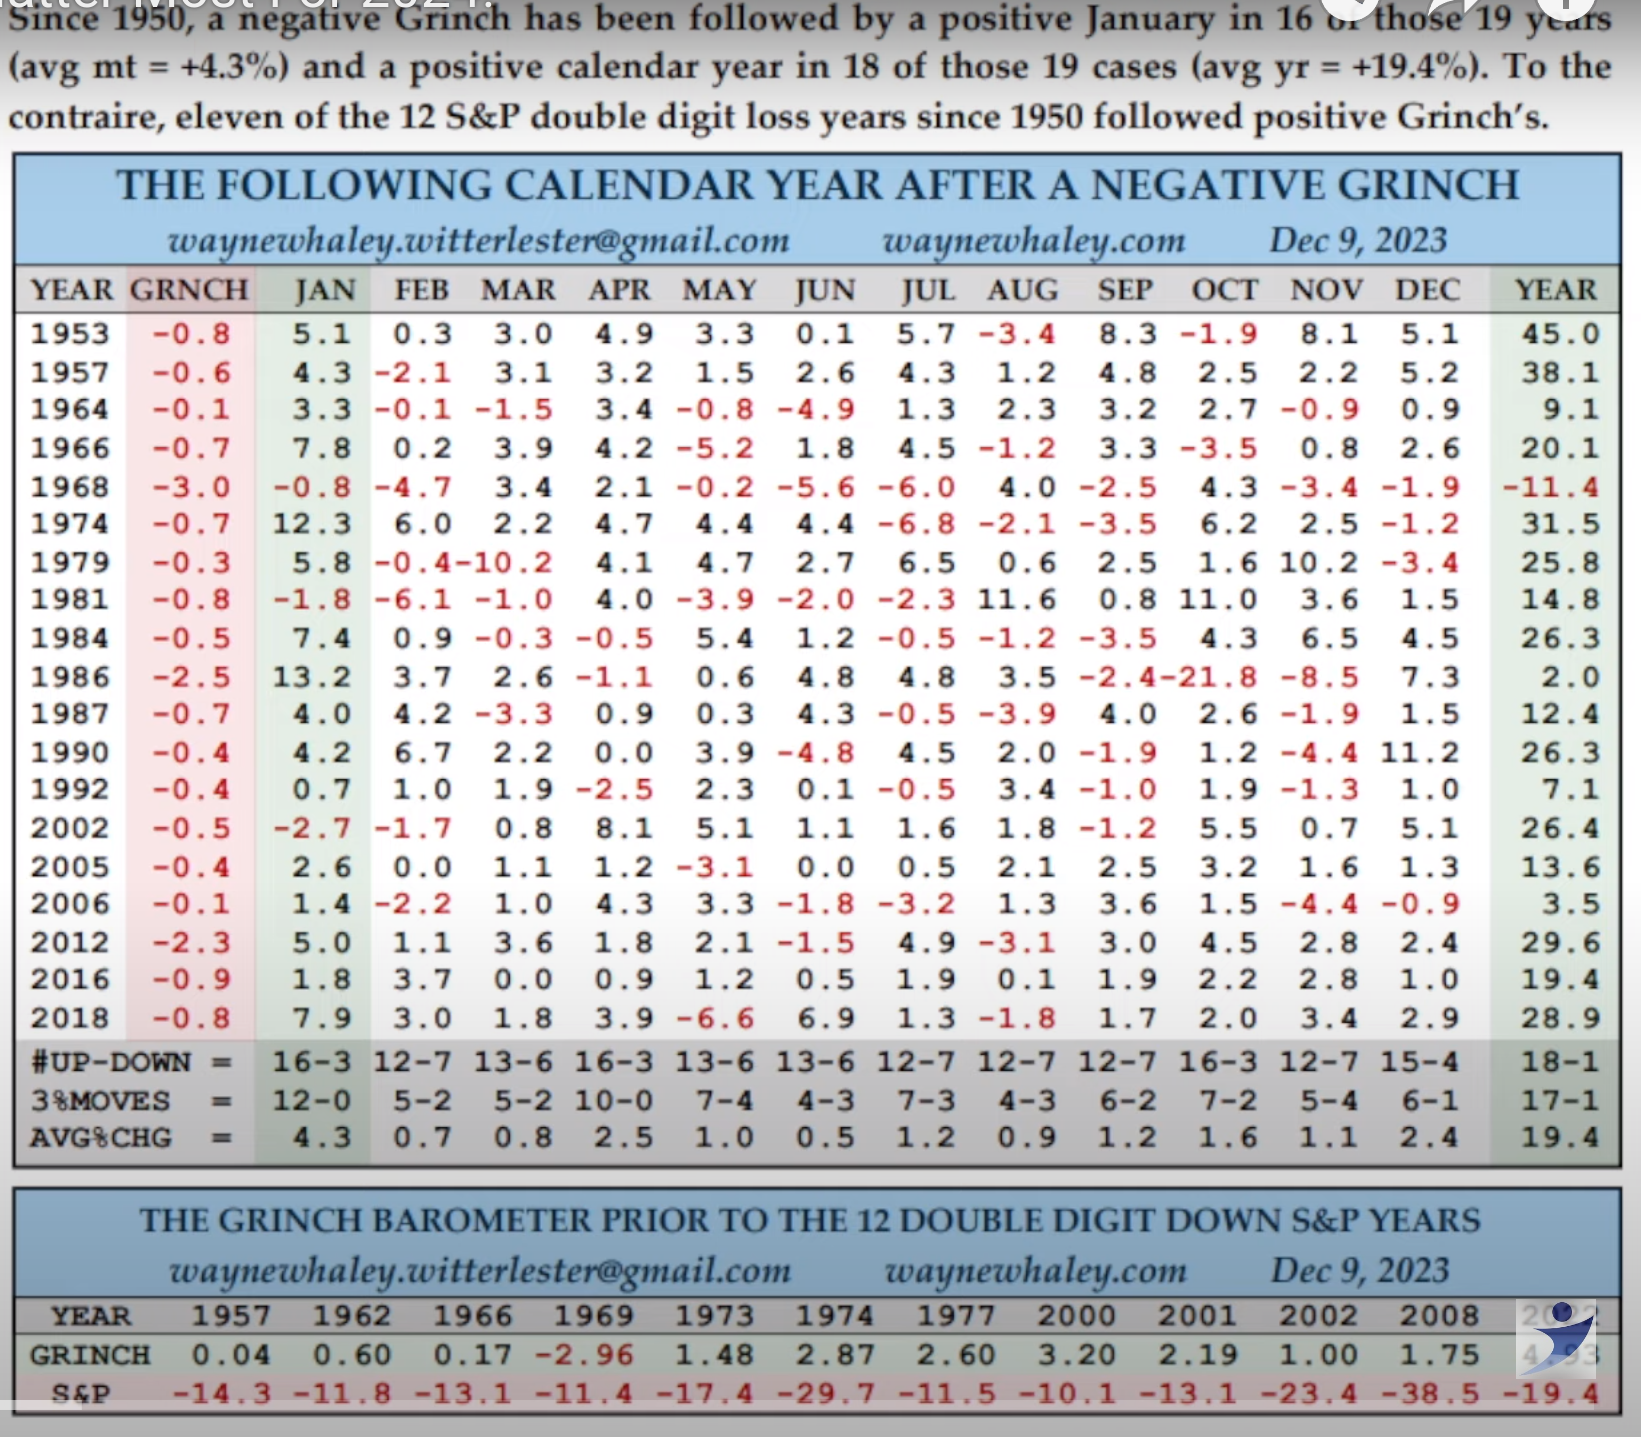 Since 1950, a negative Grinch has been followed by a positive January in 16 of those 19 years
(avg mt = +4.3%) and a positive calendar year in 18 of those 19 cases (avg yr = +19.4%). To the
contraire, eleven of the 12 S&P double digit loss years since 1950 followed positive Grinch's.
THE FOLLOWING CALENDAR YEAR AFTER A NEGATIVE GRINCH
waynewhaley.witterlester@gmail.com waynewhaley.com Dec 9, 2023
YEAR GRNCH JAN FEB MAR APR MAY JUN JUL AUG SEP OCT NOV DEC YEAR
1953 -0.8 5.1 0.3 3.0 4.9 3.3 0.1 5.7 -3.4 8.3 -1.9 8.1 5.1 45.0
1957 -0.6 4.3 -2.1 3.1 3.2 1.5 2.6 4.3 1.2 4.8 2.5 2.2 5.2 38.1
1964 -0.1 3.3 -0.1 -1.5 3.4 -0.8 -4.9 1.3 2.3 3.2 2.7 -0.9 0.9 9.1
1966 -0.7 7.8 0.2 3.9 4.2 -5.2 1.8 4.5 -1.2 3.3 -3.5 0.8 2.6 20.1
1968 -3.0 -0.8 -4.7 3.4 2.1 -0.2 -5.6 -6.0 4.0 -2.5 4.3 -3.4 -1.9 -11.4
1974 -0.7 12.3 6.0 2.2 4.7 4.4 4.4 -6.8 -2.1 -3.5 6.2 2.5 -1.2 31.5
1979 -0.3 5.8 -0.4 -10.2 4.1 4.7 2.7 6.5 0.6 2.5 1.6 10.2 -3.4 25.8
1981 -0.8 -1.8 -6.1 -1.0 4.0 -3.9 -2.0 -2.3 11.6 0.8 11.0 3.6 1.5 14.8
1984 -0.5 7.4 0.9 -0.3 -0.5 5.4 1.2 -0.5 -1.2 -3.5 4.3 6.5 4.5 26.3
1986 -2.5 13.2 3.7 2.6 -1.1 0.6 4.8 4.8 3.5 -2.4 -21.8 -8.5 7.3 2.0
1987 -0.7 4.0 4.2 -3.3 0.9 0.3 4.3 -0.5 -3.9 4.0 2.6 -1.9 1.5 12.4
1990 -0.4 4.2 6.7 2.2 0.0 3.9 -4.8 4.5 2.0 -1.9 1.2 -4.4 11.2 26.3
1992 -0.4 0.7 1.0 1.9 -2.5 2.3 0.1 -0.5 3.4 -1.0 1.9 -1.3 1.0 7.1
2002 -0.5 -2.7 -1.7 0.8 8.1 5.1 1.1 1.6 1.8 -1.2 5.5 0.7 5.1 26.4
2005 -0.4 2.6 0.0 1.1 1.2 -3.1 0.0 0.5 2.1 2.5 3.2 1.6 1.3 13.6
2006 -0.1 1.4 -2.2 1.0 4.3 3.3 -1.8 -3.2 1.3 3.6 1.5 -4.4 -0.9 3.5
2012 -2.3 5.0 1.1 3.6 1.8 2.1 -1.5 4.9 -3.1 3.0 4.5 2.8 2.4 29.6
2016 -0.9 1.8 3.7 0.0 0.9 1.2 0.5 1.9 0.1 1.9 2.2 2.8 1.0 19.4
2018 -0.8 7.9 3.0 1.8 3.9 -6.6 6.9 1.3 -1.8 1.7 2.0 3.4 2.9 28.9
#UP-DOWN = 16-3 12-7 13-6 16-3 13-6 13-6 12-7 12-7 12-7 16-3 12-7 15-4 18-1
3%MOVES = 12-0 5-2 5-2 10-0 7-4 4-3 7-3 4-3 6-2 7-2 5-4 6-1 17-1
AVG%CHG = 4.3 0.7 0.8 2.5 1.0 0.5 1.2 0.9 1.2 1.6 1.1 2.4 19.4
THE GRINCH BAROMETER PRIOR TO THE 12 DOUBLE DIGIT DOWN S&P YEARS
waynewhaley.witterlester@gmail.com waynewhaley.com Dec 9, 2023
YEAR 1957 1962 1966 1969 1973 1974 1977 2000 2001 2002 2008 2022
GRINCH 0.04 0.60 0.17 -2.96 1.48 2.87 2.60 3.20 2.19 1.00 1.75 4.93
S&P -14.3 -11.8 -13.1 -11.4 -17.4 -29.7 -11.5 -10.1 -13.1 -23.4 -38.5 -19.4